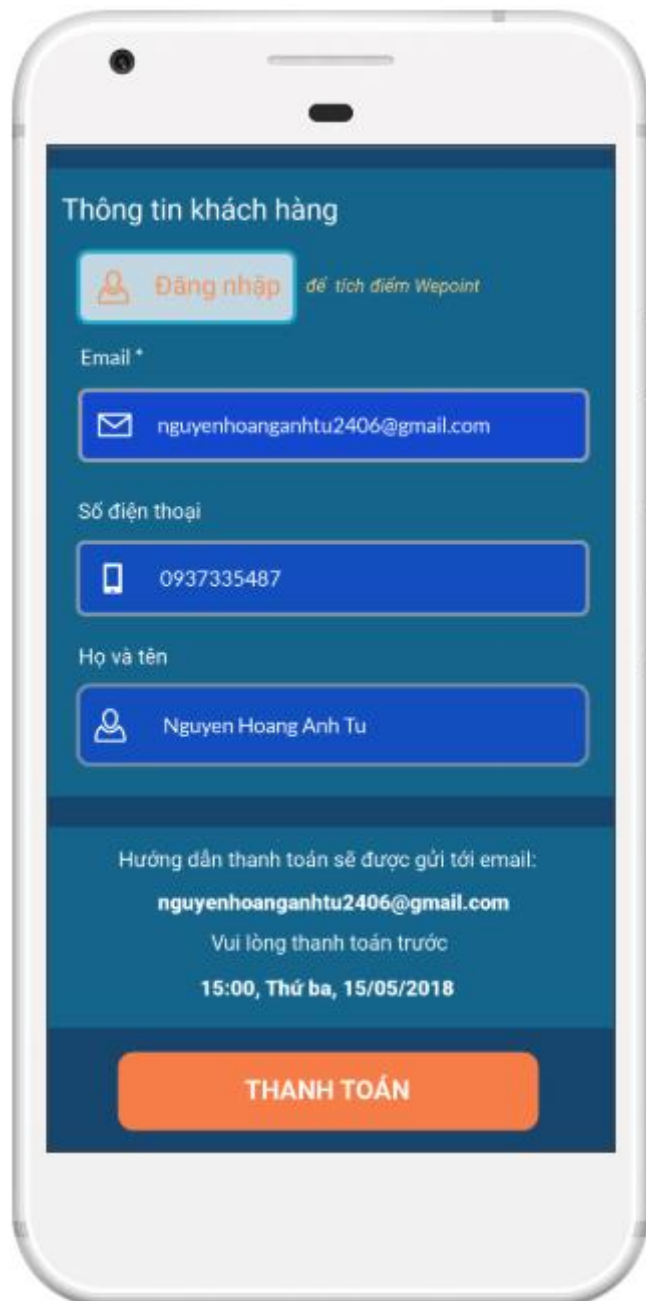 Thông tin khách hàng
Đăng nhập để tích điểm Wepoint
Email *
nguyenhoanganhtu2406@gmail.com
Số điện thoại
0937335487
Họ và tên
Nguyen Hoang Anh Tu
Hướng dẫn thanh toán sẽ được gửi tới email:
nguyenhoanganhtu2406@gmail.com
Vui lòng thanh toán trước
15:00, Thứ ba, 15/05/2018
THANH TOÁN